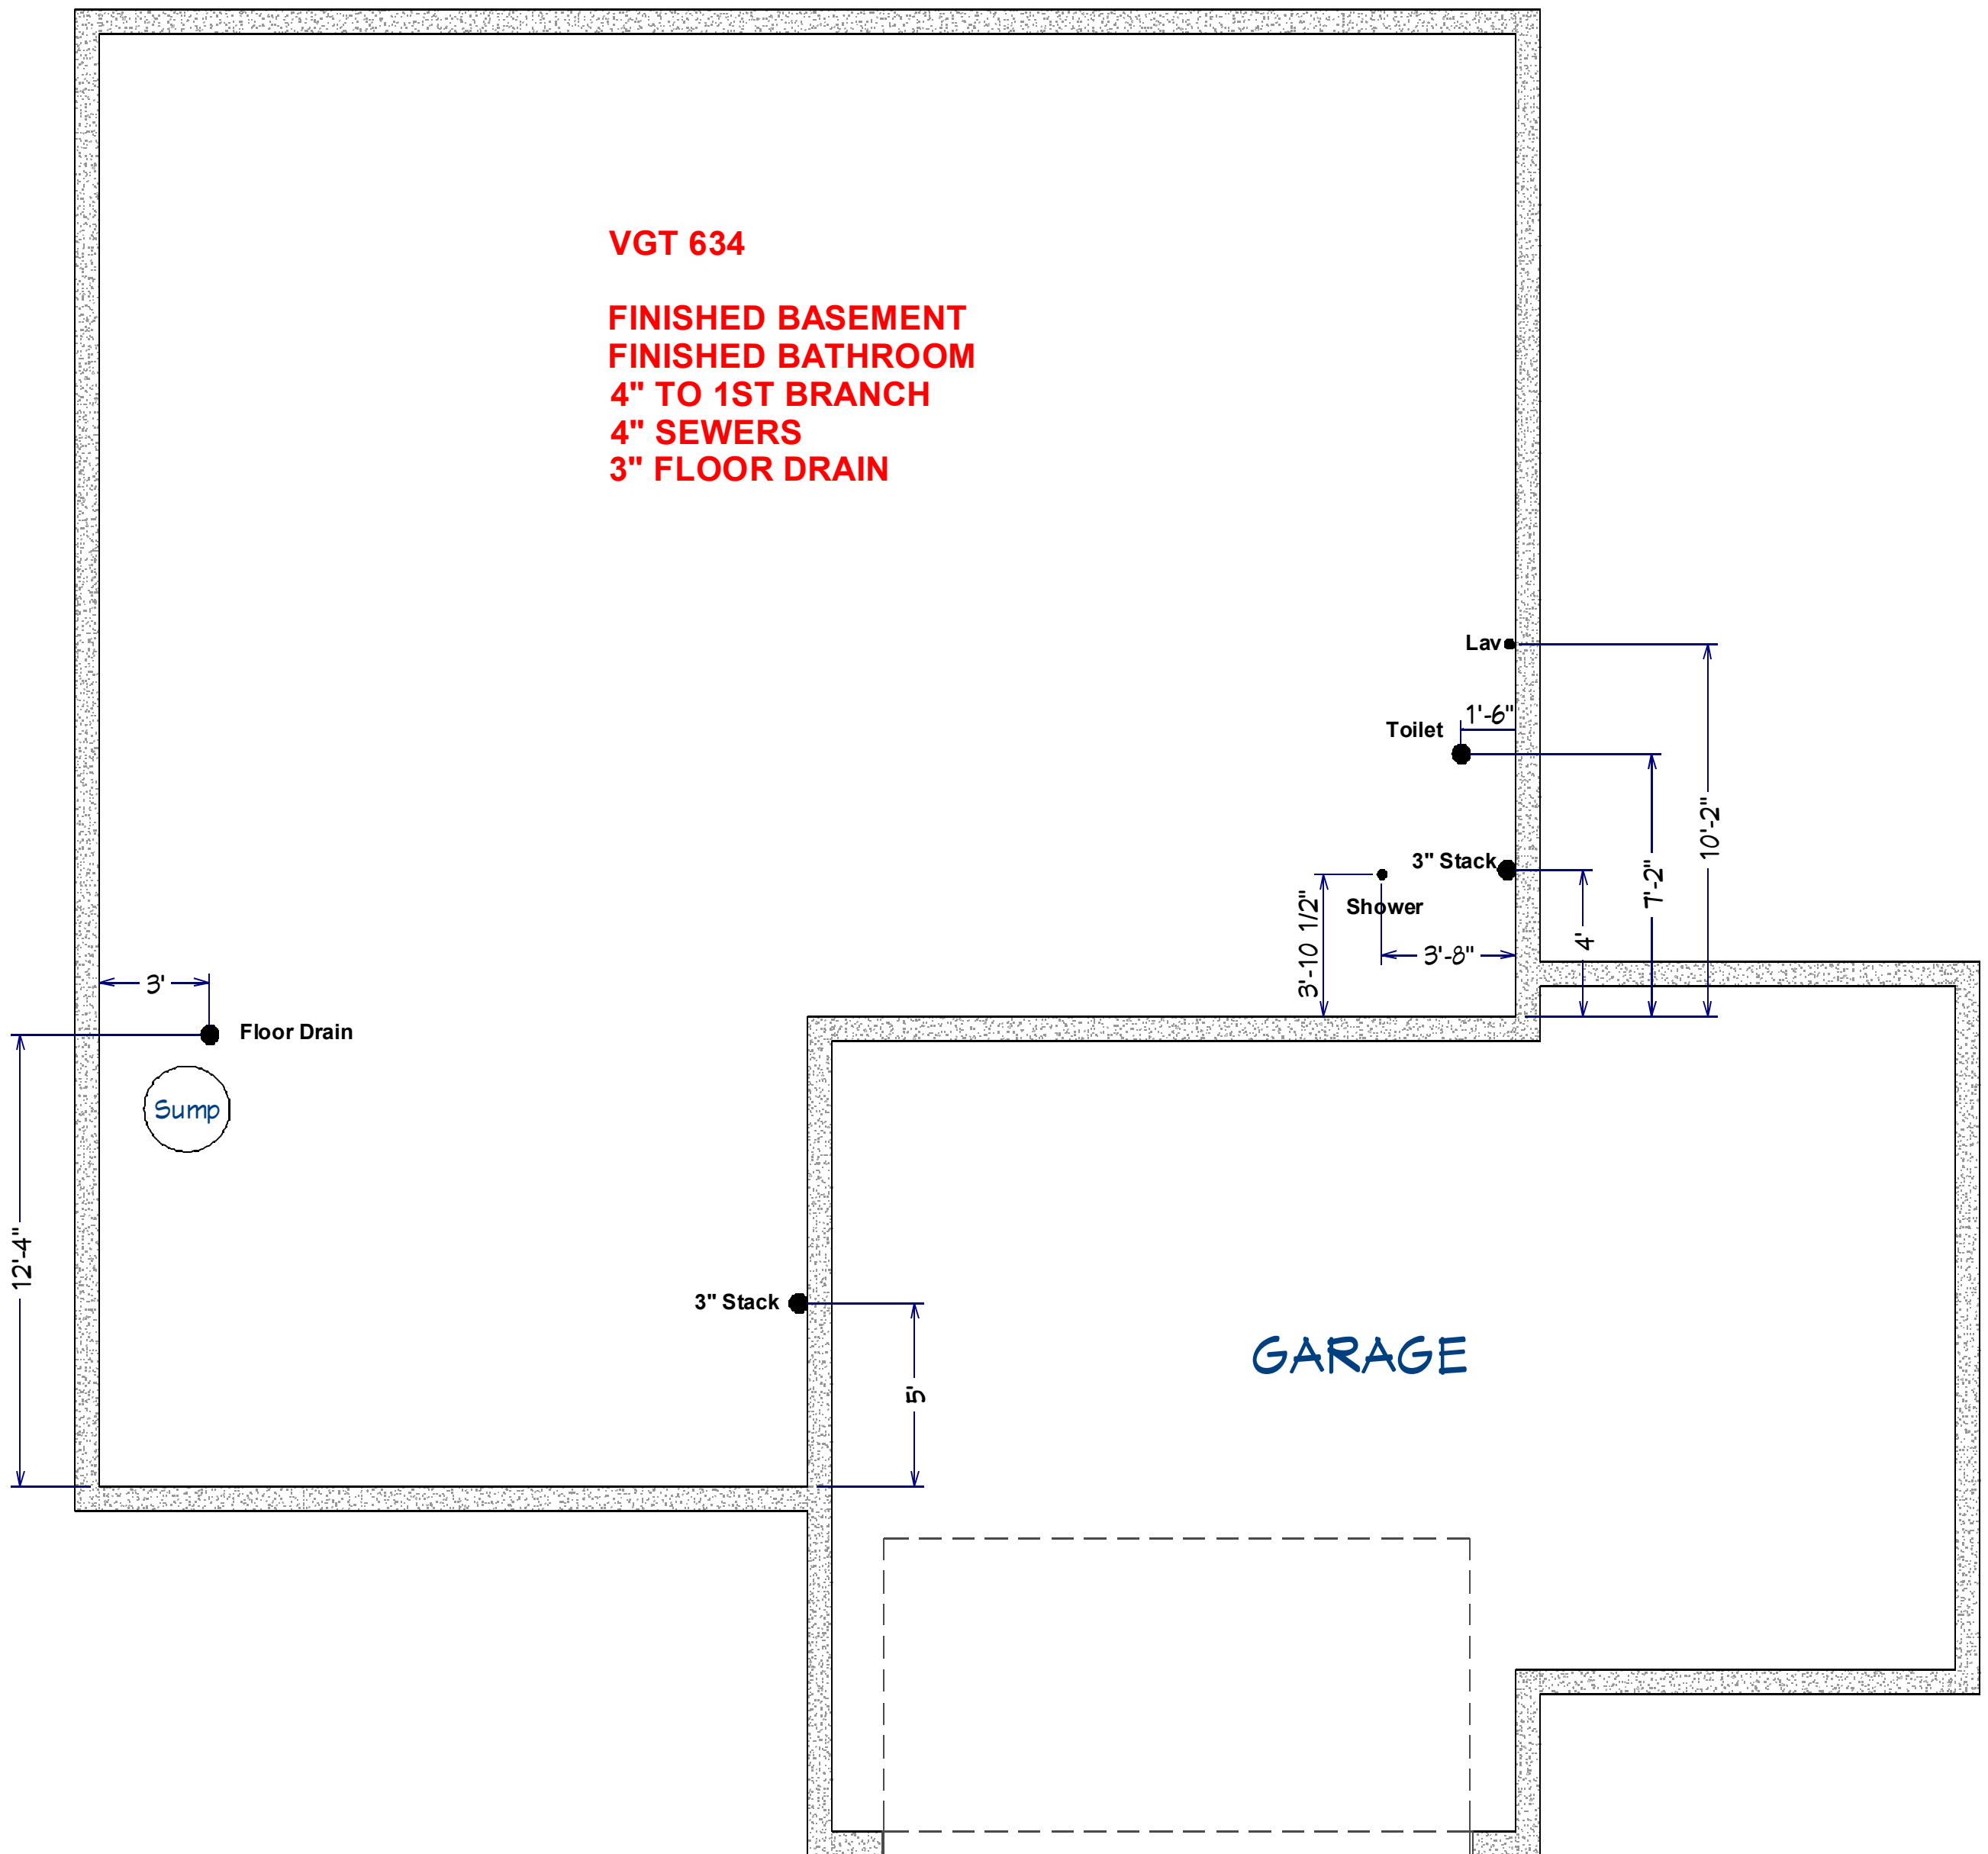 VGT 634
FINISHED BASEMENT
FINISHED BATHROOM
4" TO 1ST BRANCH
4" SEWERS
3" FLOOR DRAIN
Lav
1'-6"
Toilet
10'-2"
7'-2"
3" Stack
Shower
3'-10 1/2"
3'-8"
4'
3'
Floor Drain
Sump
12'-4"
3" Stack
5'
GARAGE